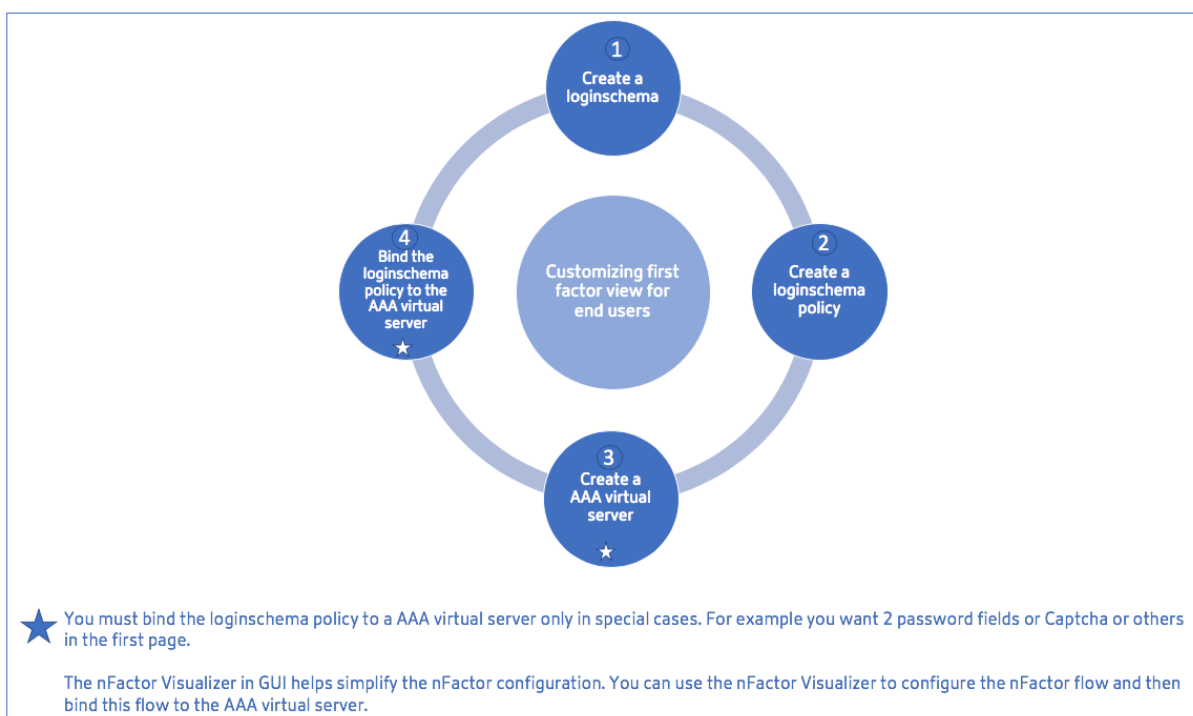 1
Create a
loginschema
2
Create a
loginschema
policy
3
Create a
AAA virtual
server
4
Bind the
loginschema
policy to the
AAA virtual
server
Customizing first
factor view for
end users
You must bind the loginschema policy to a AAA virtual server only in special cases. For example you want 2 password fields or Captcha or others
in the first page.
The nFactor Visualizer in GUI helps simplify the nFactor configuration. You can use the nFactor Visualizer to configure the nFactor flow and then
bind this flow to the AAA virtual server.